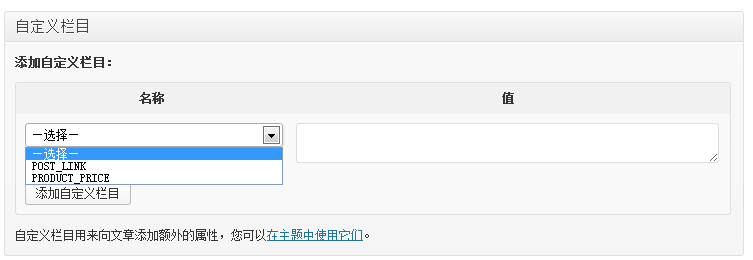 自定义栏目
添加自定义栏目：
名称 值
—选择—
—选择—
POST_LINK
PRODUCT_PRICE
添加自定义栏目
自定义栏目用来向文章添加额外的属性，您可以在主题中使用它们。